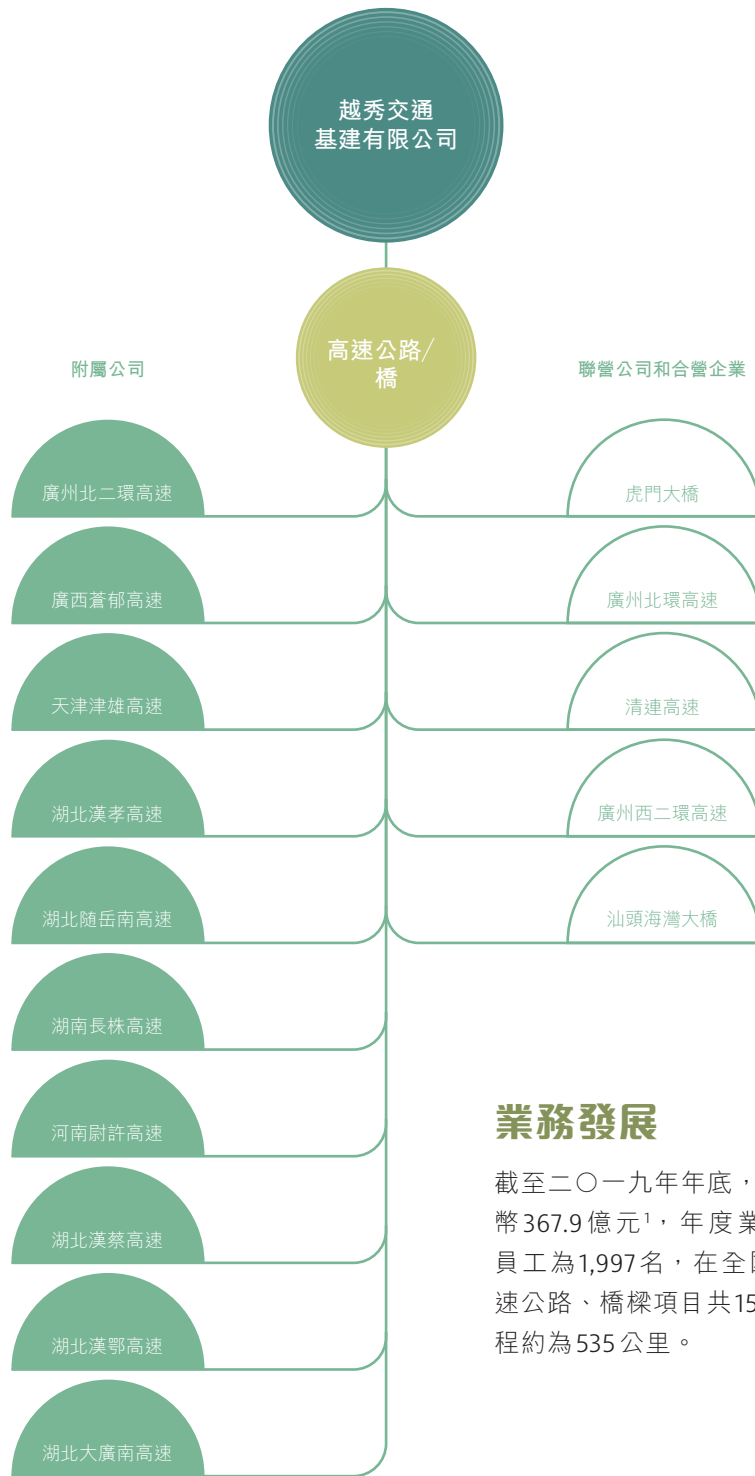 越秀交通
基建有限公司
高速公路/
橋
附屬公司
廣州北二環高速
廣西蒼郁高速
天津津雄高速
湖北漢孝高速
湖北随岳南高速
湖南長株高速
河南尉許高速
湖北漢蔡高速
湖北漢鄂高速
湖北大廣南高速
聯營公司和合營企業
虎門大橋
廣州北環高速
清連高速
廣州西二環高速
汕頭海灣大橋
業務發展
截至二〇一九年年底，
幣367.9億元¹，年度業
員工為1,997名，在全國
速公路、橋樑項目共15
程約為535公里。